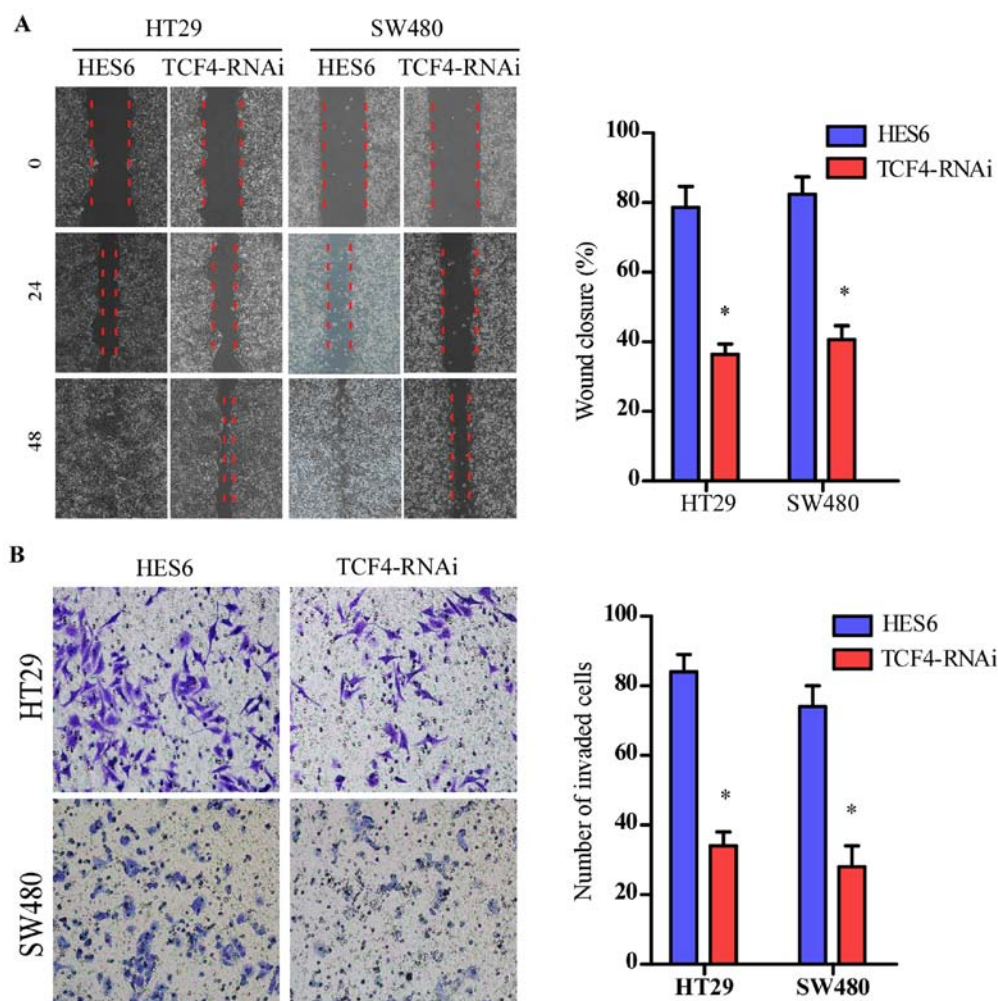 A
HT29 SW480
HES6 TCF4-RNAi HES6 TCF4-RNAi
0
24
48
100
80
60
40
20
0
Wound closure (%)
HES6
TCF4-RNAi
* *
HT29 SW480
B
HES6 TCF4-RNAi
HT29
SW480
100
80
60
40
20
0
Number of invaded cells
HES6
TCF4-RNAi
* *
HT29 SW480